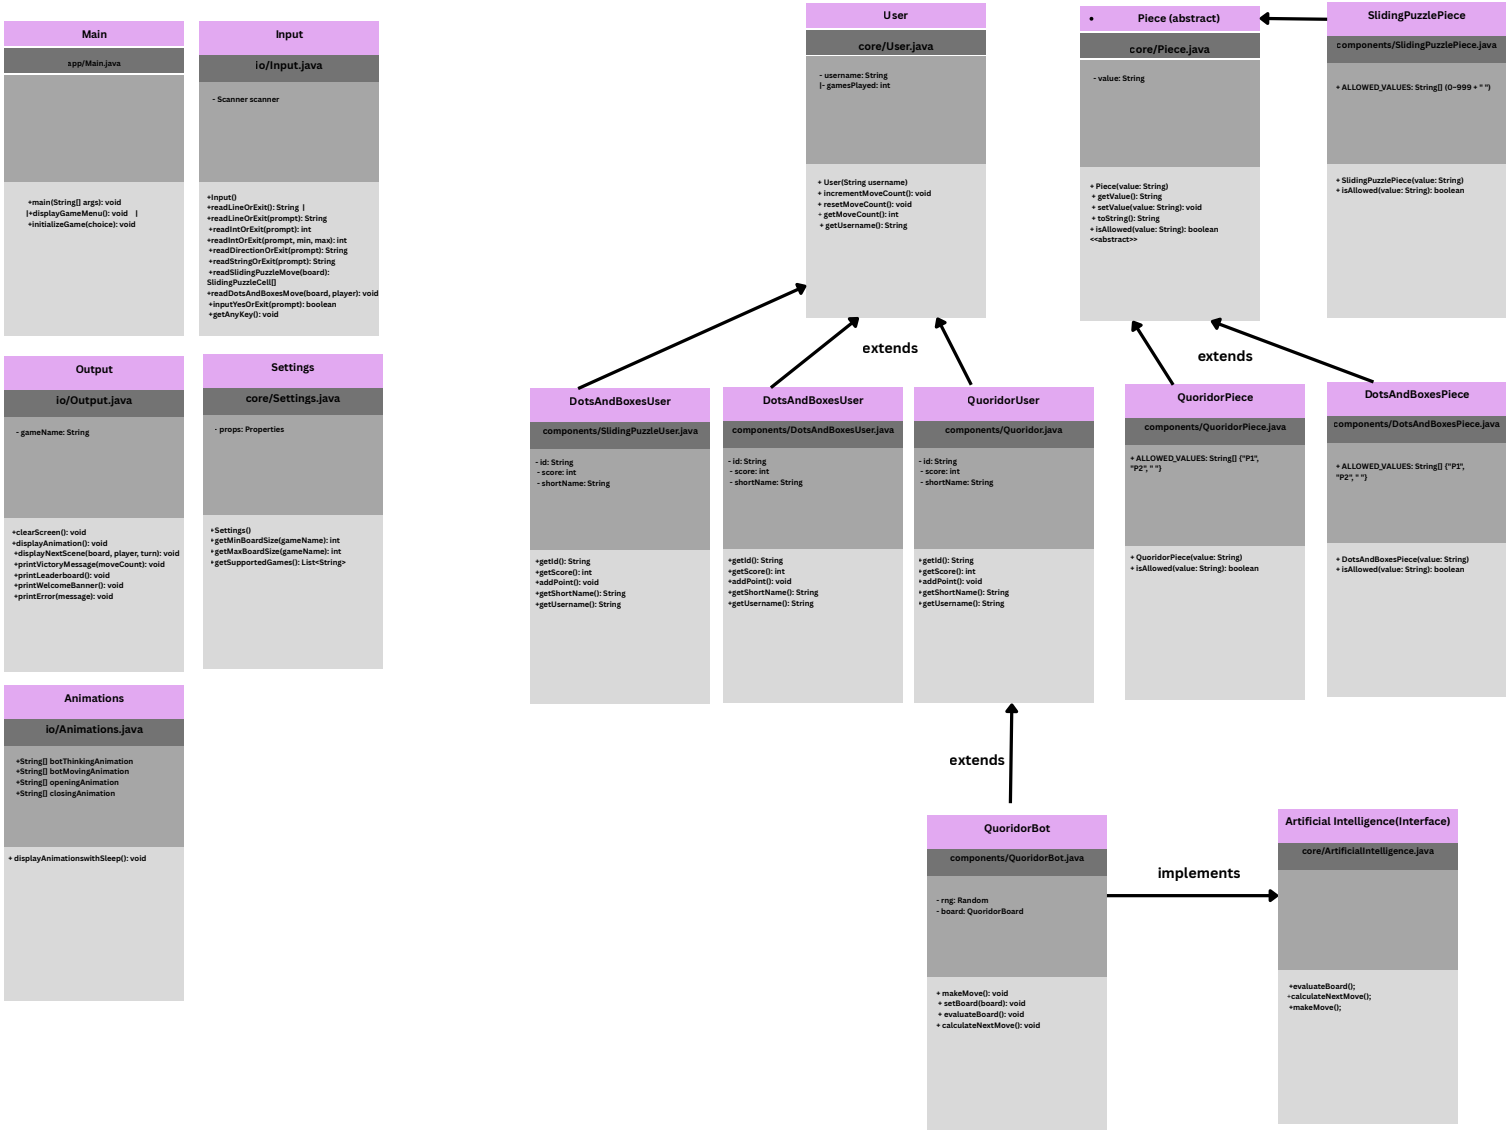 Main
app/Main.java
+main(String[] args): void
|+displayGameMenu(): void |
+initializeGame(choice): void
Input
io/Input.java
- Scanner scanner
+Input()
+readLineOrExit(): String |
+readLineOrExit(prompt): String
+readIntOrExit(prompt): int
+readIntOrExit(prompt, min, max): int
+readDirectionOrExit(prompt): String
+readStringOrExit(prompt): String
+readSlidingPuzzleMove(board):
SlidingPuzzleCell[]
+readDotsAndBoxesMove(board, player): void
+inputYesOrExit(prompt): boolean
+getAnyKey(): void
Output
io/Output.java
- gameName: String
+clearScreen(): void
+displayAnimation(): void
+displayNextScene(board, player, turn): void
+printVictoryMessage(moveCount): void
+printLeaderboard(): void
+printWelcomeBanner(): void
+printError(message): void
Settings
core/Settings.java
- props: Properties
+Settings()
+getMinBoardSize(gameName): int
+getMaxBoardSize(gameName): int
+getSupportedGames(): List<String>
Animations
io/Animations.java
+String[] botThinkingAnimation
+String[] botMovingAnimation
+String[] openingAnimation
+String[] closingAnimation
+ displayAnimationswithSleep(): void
User
core/User.java
- username: String
|- gamesPlayed: int
+ User(String username)
+ incrementMoveCount(): void
+ resetMoveCount(): void
+ getMoveCount(): int
+ getUsername(): String
• Piece (abstract)
core/Piece.java
- value: String
+ Piece(value: String)
+ getValue(): String
+ setValue(value: String): void
+ toString(): String
+ isAllowed(value: String): boolean
<<abstract>>
SlidingPuzzlePiece
components/SlidingPuzzlePiece.java
+ ALLOWED_VALUES: String[] (0–999 + " ")
+ SlidingPuzzlePiece(value: String)
+ isAllowed(value: String): boolean
extends
extends
DotsAndBoxesUser
components/SlidingPuzzleUser.java
- id: String
- score: int
- shortName: String
+getId(): String
+getScore(): int
+addPoint(): void
+getShortName(): String
+getUsername(): String
DotsAndBoxesUser
components/DotsAndBoxesUser.java
- id: String
- score: int
- shortName: String
+getId(): String
+getScore(): int
+addPoint(): void
+getShortName(): String
+getUsername(): String
QuoridorUser
components/Quoridor.java
- id: String
- score: int
- shortName: String
+getId(): String
+getScore(): int
+addPoint(): void
+getShortName(): String
+getUsername(): String
QuoridorPiece
components/QuoridorPiece.java
+ ALLOWED_VALUES: String[] {"P1",
"P2", " "}
+ QuoridorPiece(value: String)
+ isAllowed(value: String): boolean
DotsAndBoxesPiece
components/DotsAndBoxesPiece.java
+ ALLOWED_VALUES: String[] {"P1",
"P2", " "}
+ DotsAndBoxesPiece(value: String)
+ isAllowed(value: String): boolean
extends
QuoridorBot
components/QuoridorBot.java
- rng: Random
- board: QuoridorBoard
+ makeMove(): void
+ setBoard(board): void
+ evaluateBoard(): void
+ calculateNextMove(): void
implements
Artificial Intelligence(Interface)
core/ArtificialIntelligence.java
+evaluateBoard();
+calculateNextMove();
+makeMove();